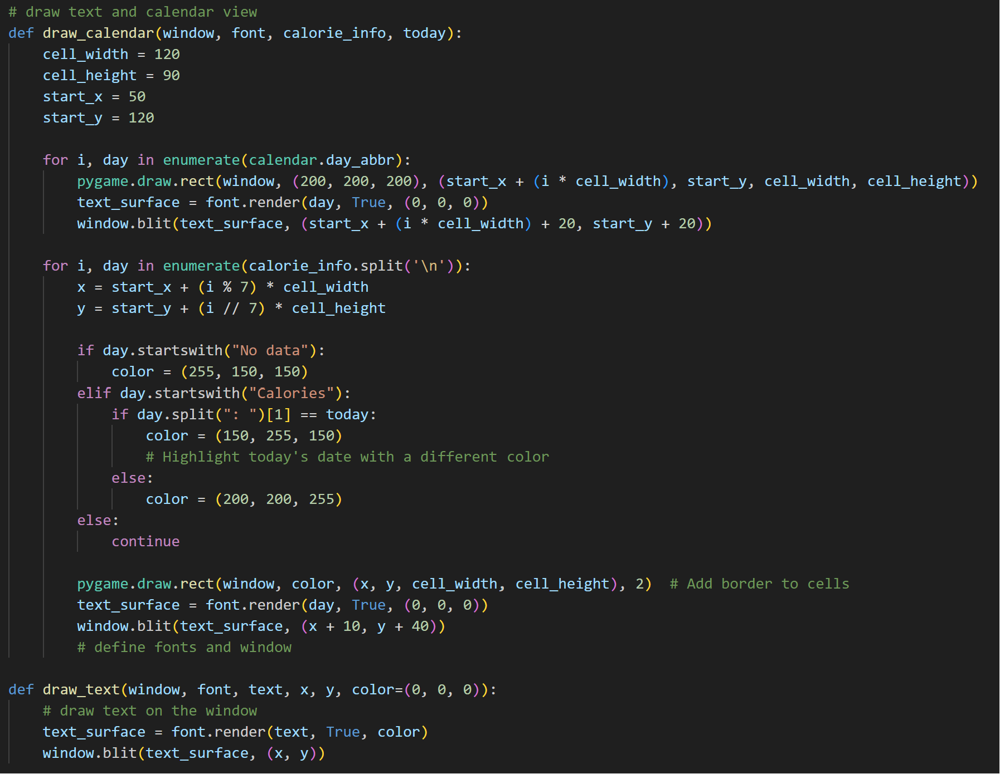 # draw text and calendar view
def draw_calendar(window, font, calorie_info, today):
    cell_width = 120
    cell_height = 90
    start_x = 50
    start_y = 120

    for i, day in enumerate(calendar.day_abbr):
        pygame.draw.rect(window, (200, 200, 200), (start_x + (i * cell_width), start_y, cell_width, cell_height))
        text_surface = font.render(day, True, (0, 0, 0))
        window.blit(text_surface, (start_x + (i * cell_width) + 20, start_y + 20))

    for i, day in enumerate(calorie_info.split('\n')):
        x = start_x + (i % 7) * cell_width
        y = start_y + (i // 7) * cell_height

        if day.startswith("No data"):
            color = (255, 150, 150)
        elif day.startswith("Calories"):
            if day.split(": ")[1] == today:
                color = (150, 255, 150)
                # Highlight today's date with a different color
            else:
                color = (200, 200, 255)
        else:
            continue

        pygame.draw.rect(window, color, (x, y, cell_width, cell_height), 2)  # Add border to cells
        text_surface = font.render(day, True, (0, 0, 0))
        window.blit(text_surface, (x + 10, y + 40))
        # define fonts and window

def draw_text(window, font, text, x, y, color=(0, 0, 0)):
    # draw text on the window
    text_surface = font.render(text, True, color)
    window.blit(text_surface, (x, y))